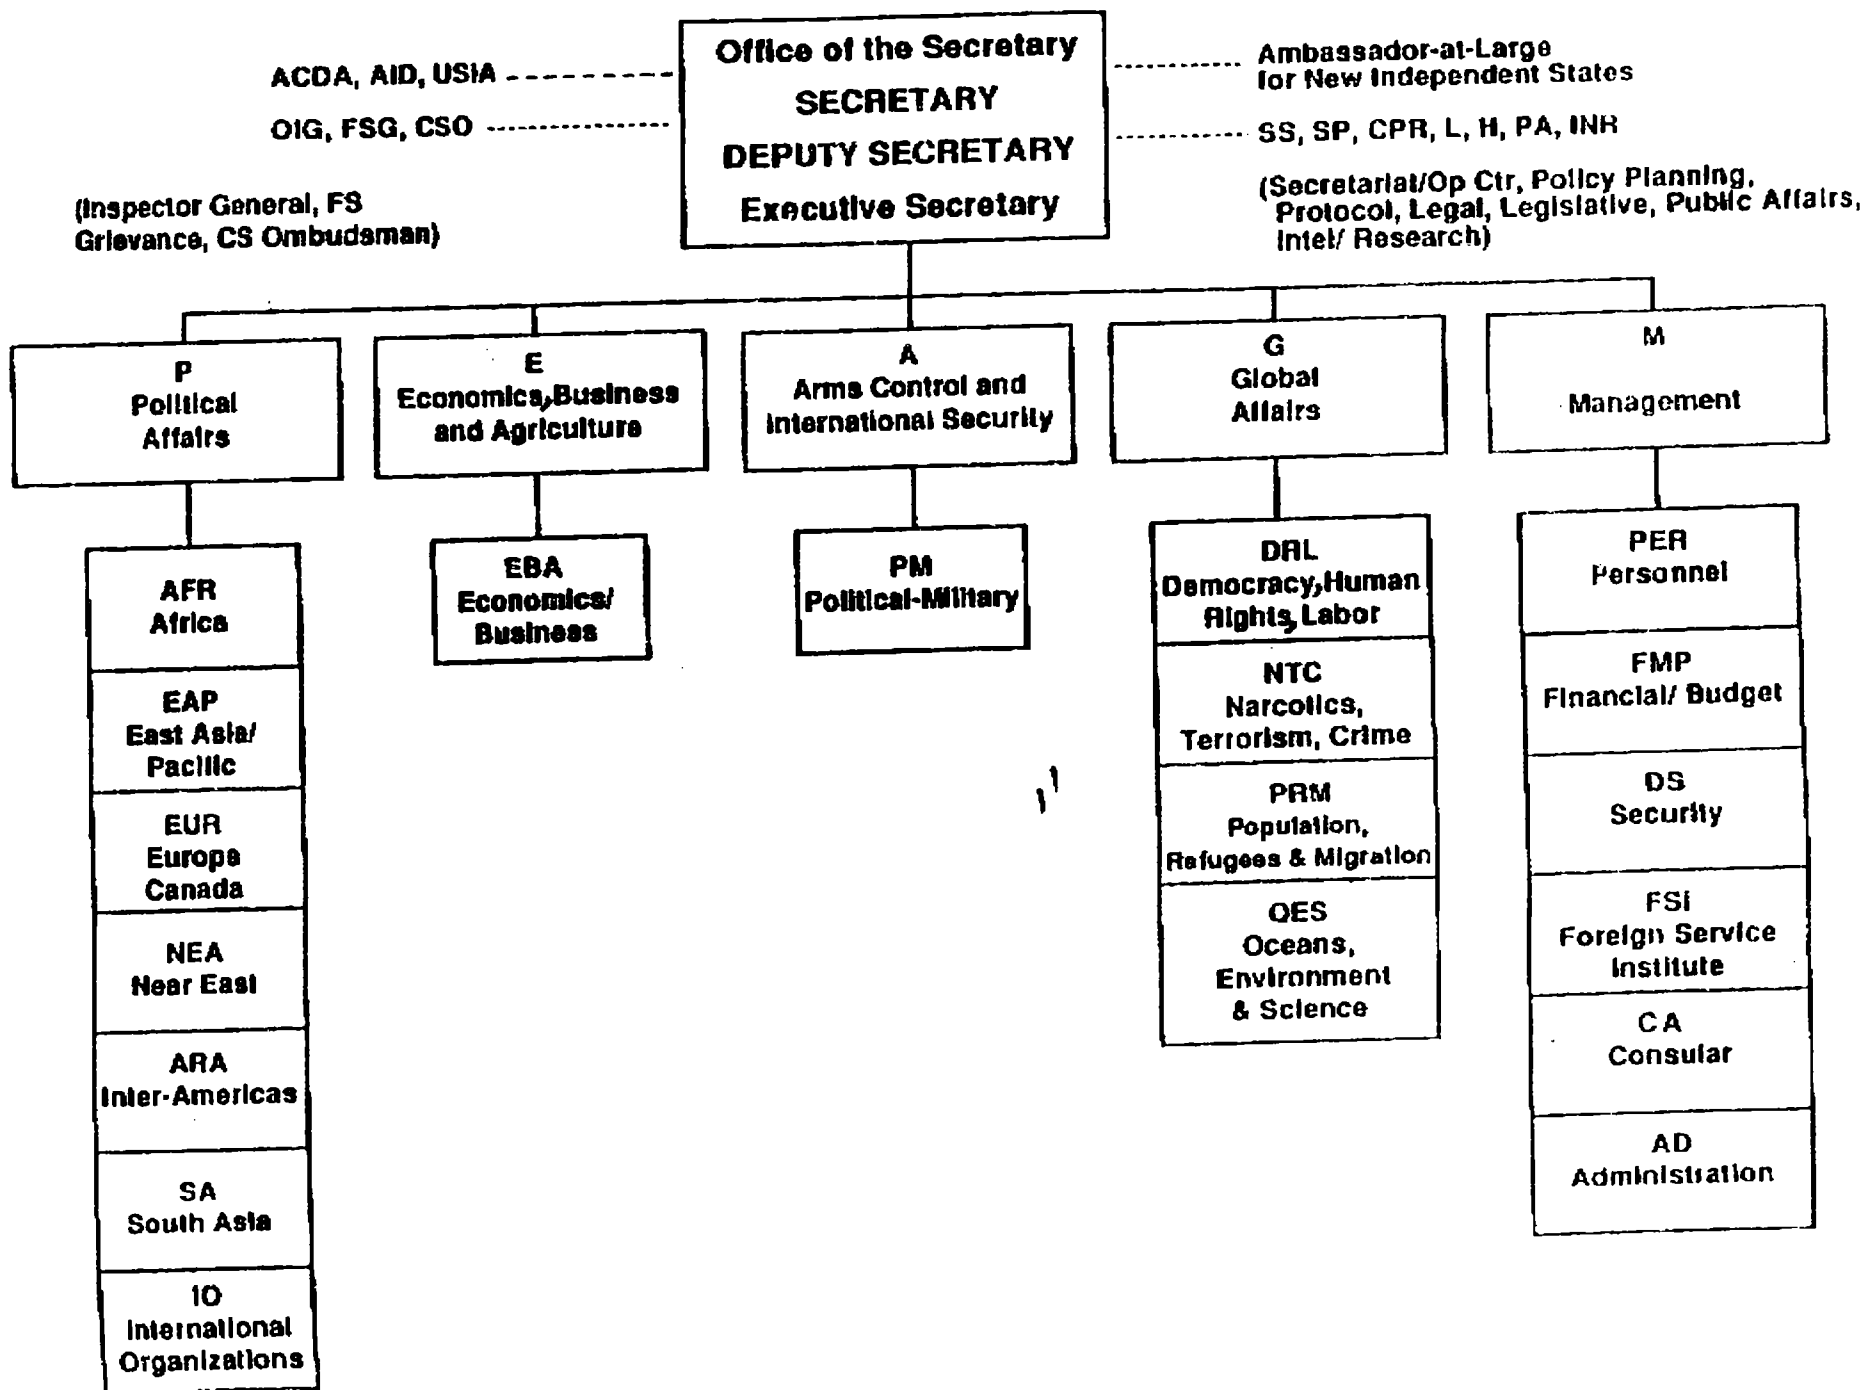 Office of the Secretary
SECRETARY
DEPUTY SECRETARY
Executive Secretary
ACDA, AID, USIA
OIG, FSG, CSO
(Inspector General, FS
Grievance, CS Ombudsman)
Ambassador-at-Large
for New Independent States
SS, SP, CPR, L, H, PA, INR
(Secretariat/Op Ctr, Policy Planning,
Protocol, Legal, Legislative, Public Affairs,
Intel/ Research)
P
Political
Affairs
E
Economics,Business
and Agriculture
A
Arms Control and
International Security
G
Global
Affairs
M
Management
AFR
Africa
EAP
East Asia/
Pacific
EUR
Europe
Canada
NEA
Near East
ARA
Inter-Americas
SA
South Asia
IO
International
Organizations
EBA
Economics/
Business
PM
Political-Military
DRL
Democracy,Human
Rights,Labor
NTC
Narcotics,
Terrorism, Crime
PRM
Population,
Refugees & Migration
OES
Oceans,
Environment
& Science
PER
Personnel
FMP
Financial/ Budget
DS
Security
FSI
Foreign Service
Institute
CA
Consular
AD
Administration